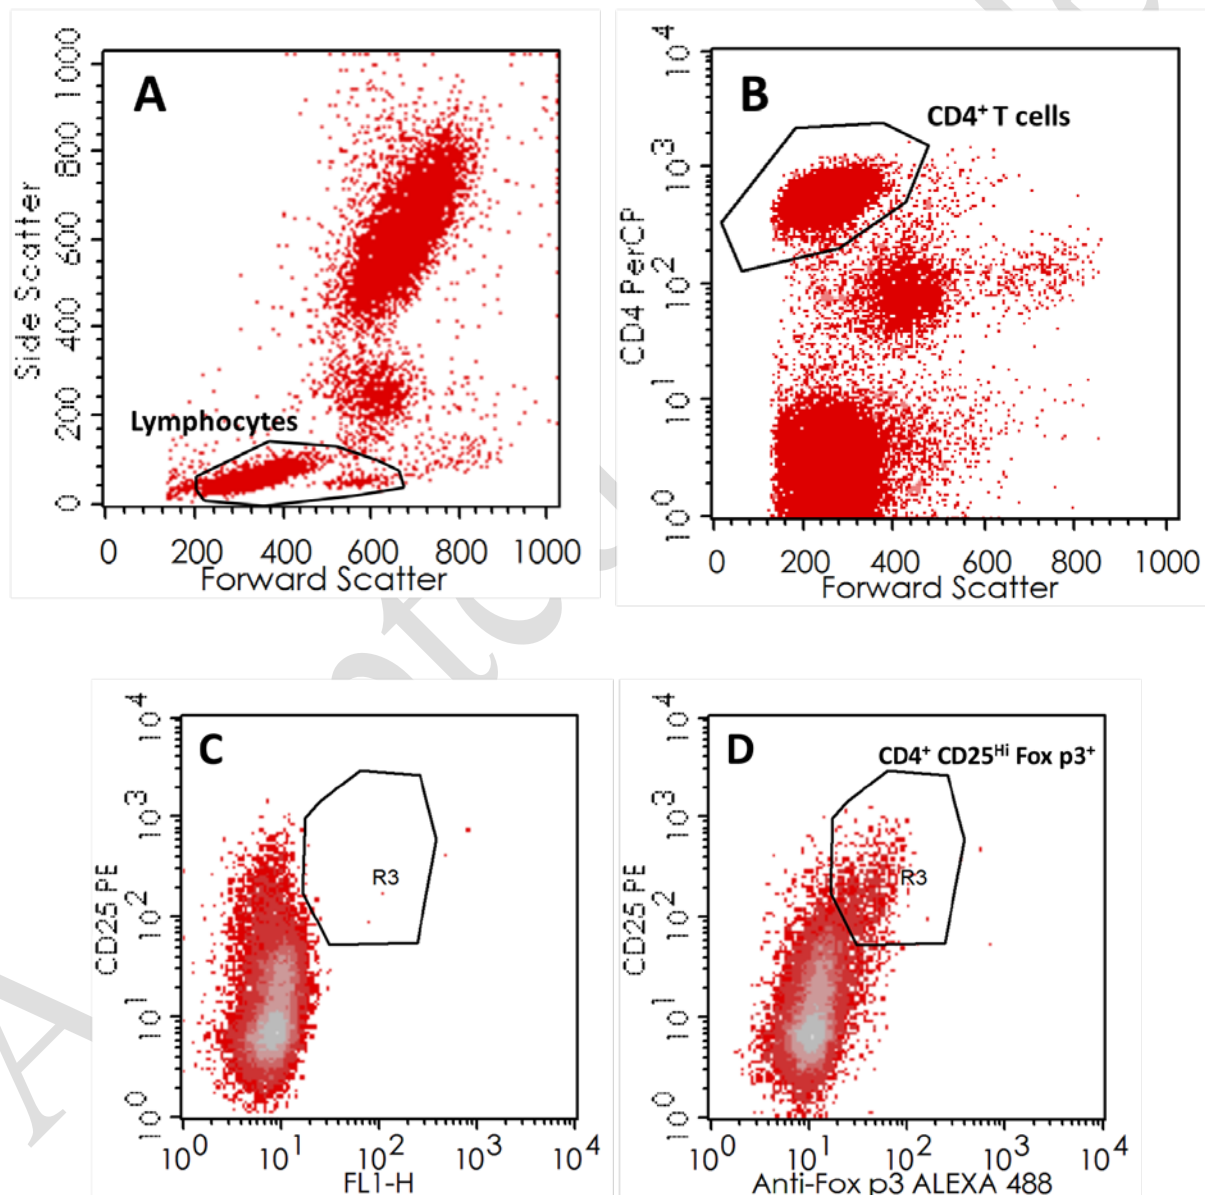 A
1000
800
600
400
200
0
Side Scatter
Lymphocytes
0 200 400 600 800 1000
Forward Scatter
B
10^4
10^3
10^2
10^1
10^0
CD4 PerCP
CD4+ T cells
0 200 400 600 800 1000
Forward Scatter
C
10^4
10^3
10^2
10^1
10^0
CD25 PE
R3
10^0 10^1 10^2 10^3 10^4
FL1-H
D
CD4+ CD25Hi Fox p3+
10^4
10^3
10^2
10^1
10^0
CD25 PE
R3
10^0 10^1 10^2 10^3 10^4
Anti-Fox p3 ALEXA 488